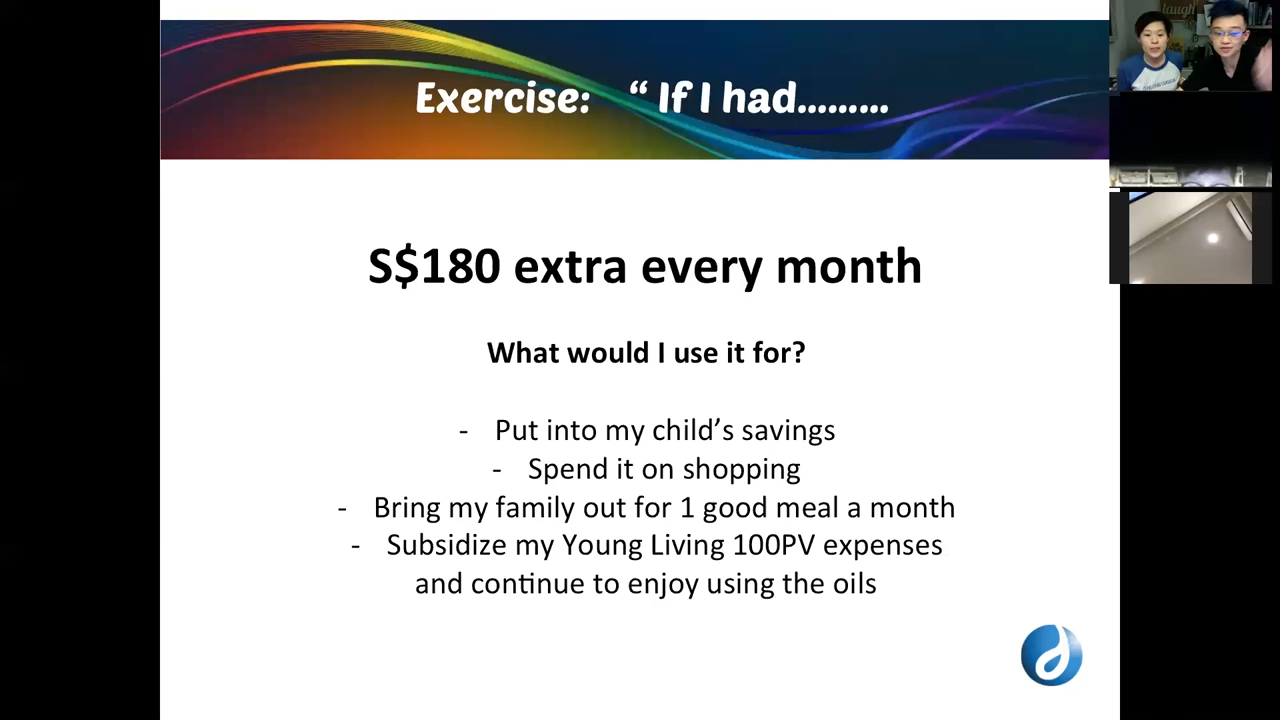 Exercise: “ If I had.........
S$180 extra every month
What would I use it for?
- Put into my child’s savings
- Spend it on shopping
- Bring my family out for 1 good meal a month
- Subsidize my Young Living 100PV expenses
and continue to enjoy using the oils
laugh